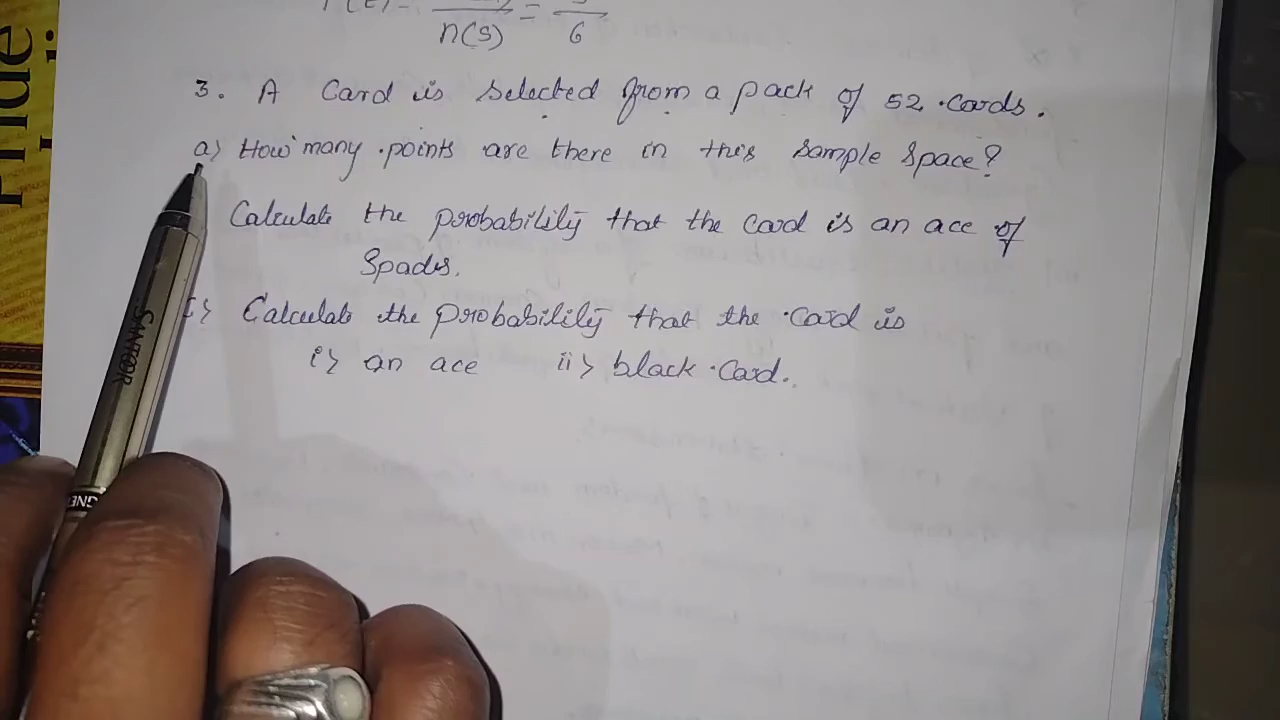 n(S) = 6
3. A Card is selected from a pack of 52 cards.
a) How many points are there in this sample space?
Calculate the probability that the card is an ace of
Spades.
Calculate the probability that the card is
i) an ace ii) black card.
SANTOOR